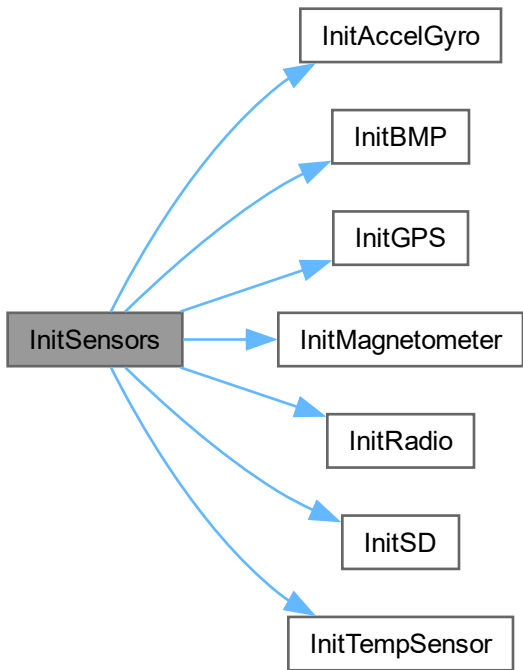 InitAccelGyro
InitBMP
InitGPS
InitSensors
InitMagnetometer
InitRadio
InitSD
InitTempSensor